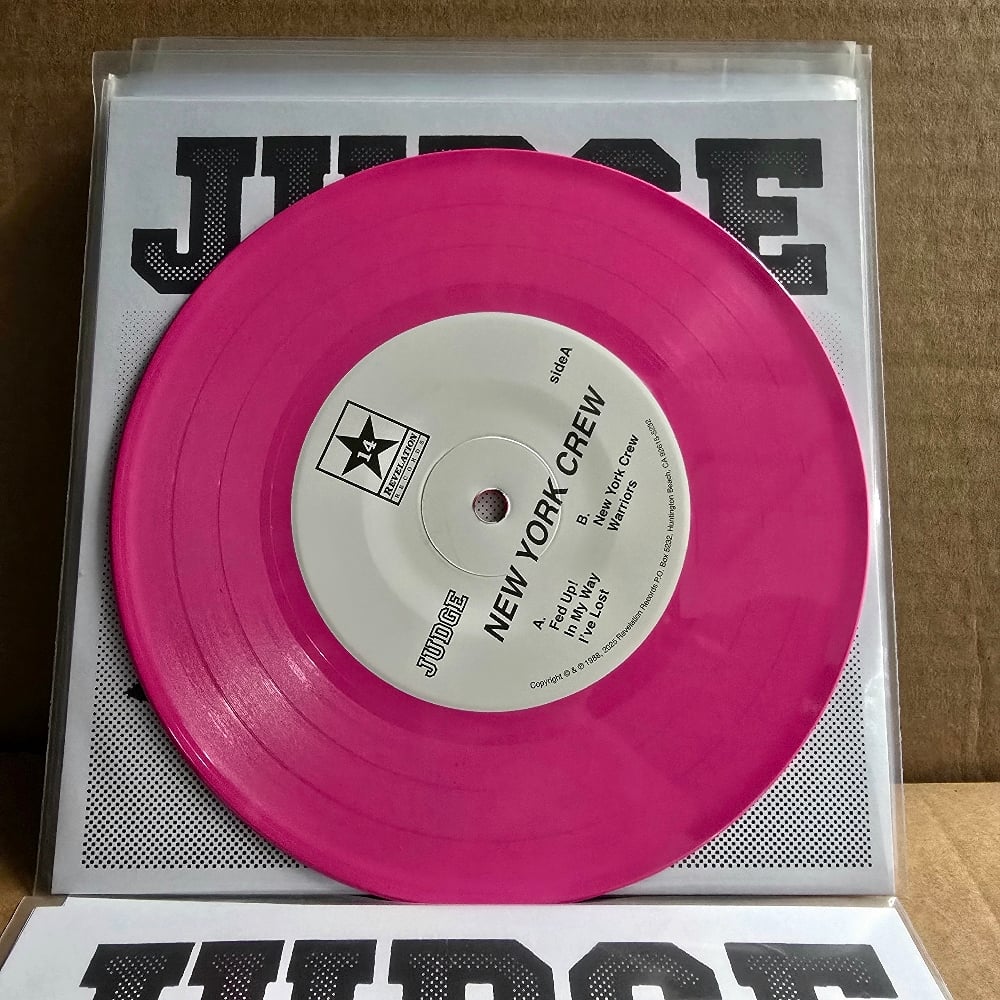 JUDGE
sideA
14
REVELATION
RECORDS
JUDGE
NEW YORK CREW
A.
Fed Up!
In My Way
I've Lost
B.
New York Crew
Warriors
Copyright © & ℗ 1988, 2025 Revelation Records P.O. Box 5232, Huntington Beach, CA 92615-5232
JUDGE